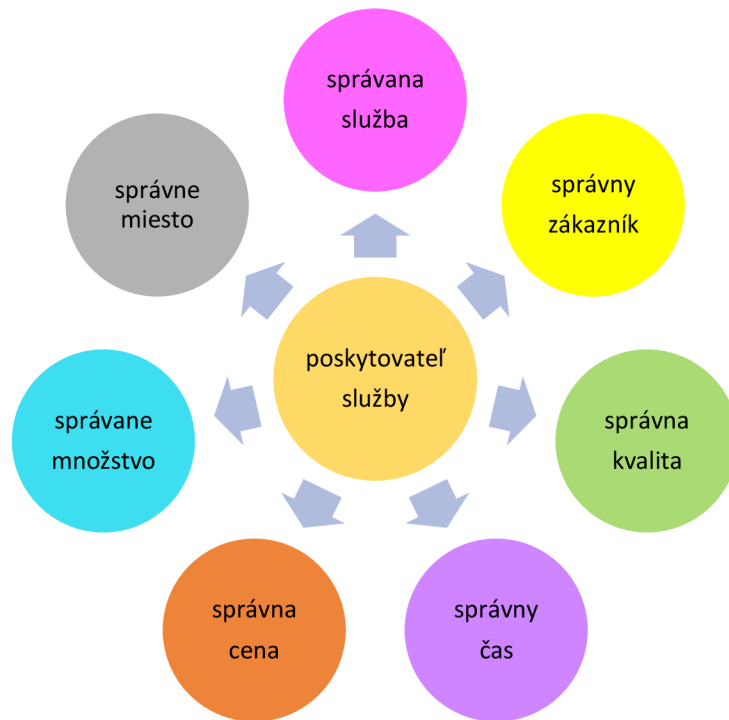 správana
služba
správny
zákazník
správna
kvalita
správny
čas
správna
cena
správane
množstvo
správne
miesto
poskytovateľ
služby